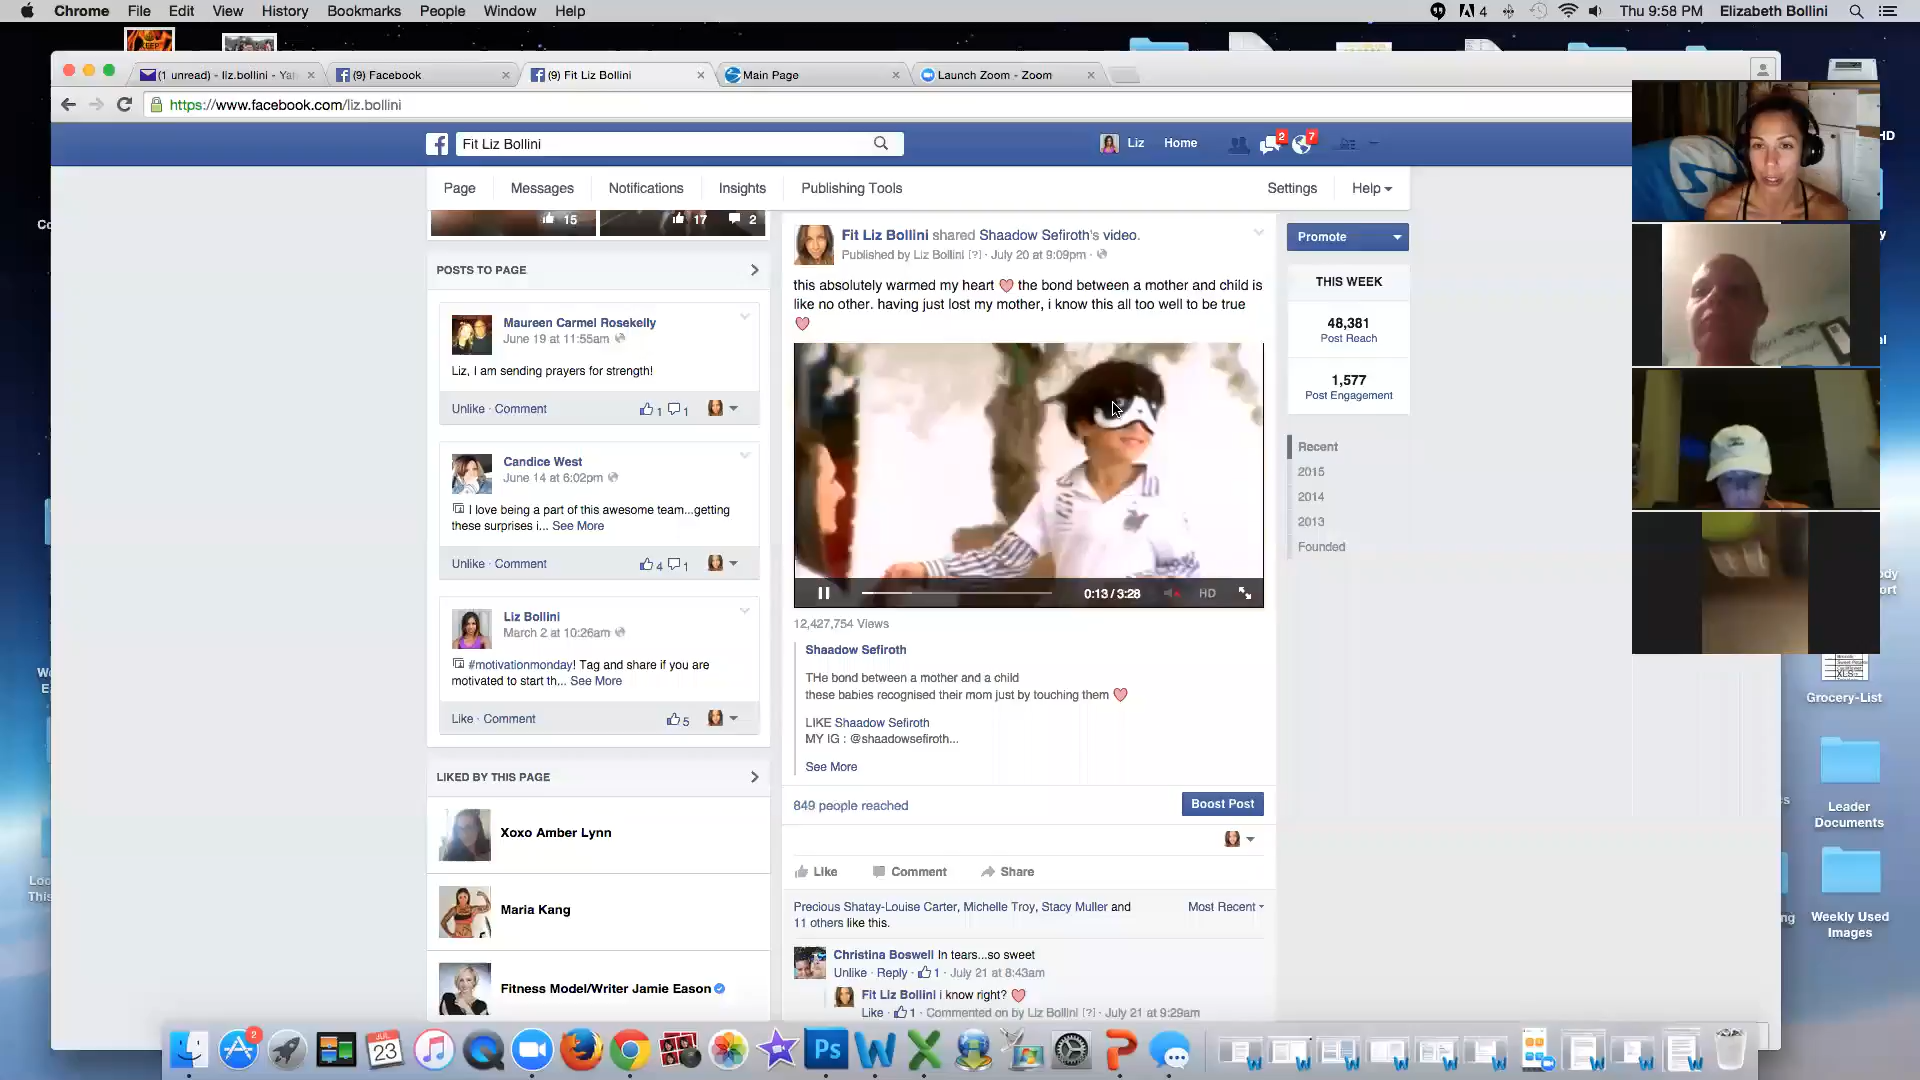 Chrome File Edit View History Bookmarks People Window Help
4 Thu 9:58 PM Elizabeth Bollini
(1 unread) - liz.bollini - Yah
(9) Facebook
(9) Fit Liz Bollini
Main Page
Launch Zoom - Zoom
https://www.facebook.com/liz.bollini
Fit Liz Bollini
Liz Home 2 7
Page Messages Notifications Insights Publishing Tools Settings Help
15 17 2
POSTS TO PAGE
Maureen Carmel Rosekelly
June 19 at 11:55am
Liz, I am sending prayers for strength!
Unlike · Comment 1 1
Candice West
June 14 at 6:02pm
I love being a part of this awesome team...getting
these surprises i... See More
Unlike · Comment 4 1
Liz Bollini
March 2 at 10:26am
#motivationmonday! Tag and share if you are
motivated to start th... See More
Like · Comment 5
LIKED BY THIS PAGE
Xoxo Amber Lynn
Maria Kang
Fitness Model/Writer Jamie Eason
Fit Liz Bollini shared Shaadow Sefiroth's video.
Published by Liz Bollini [?] · July 20 at 9:09pm ·
this absolutely warmed my heart ♡ the bond between a mother and child is
like no other. having just lost my mother, i know this all too well to be true
♡
0:13 / 3:28 HD
12,427,754 Views
Shaadow Sefiroth
THe bond between a mother and a child
these babies recognised their mom just by touching them ♡
LIKE Shaadow Sefiroth
MY IG : @shaadowsefiroth...
See More
849 people reached
Boost Post
Like Comment Share
Precious Shatay-Louise Carter, Michelle Troy, Stacy Muller and
11 others like this.
Most Recent
Christina Boswell In tears...so sweet
Unlike · Reply · 1 · July 21 at 8:43am
Fit Liz Bollini i know right? ♡
Like · 1 · Commented on by Liz Bollini [?] · July 21 at 9:29am
Promote
THIS WEEK
48,381
Post Reach
1,577
Post Engagement
Recent
2015
2014
2013
Founded
HD
Grocery-List
Leader
Documents
Weekly Used
Images
2
JUL
23
Ps